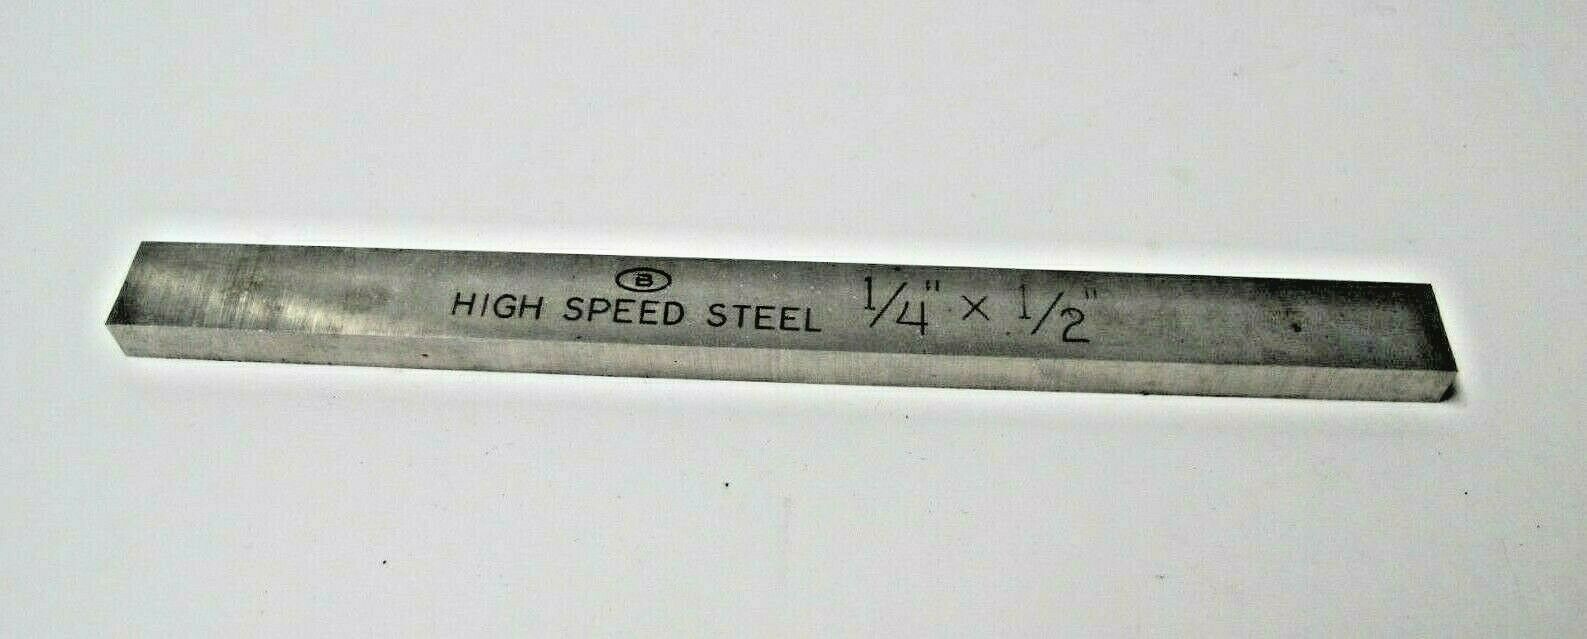 B
HIGH SPEED STEEL 1/4" × 1/2"